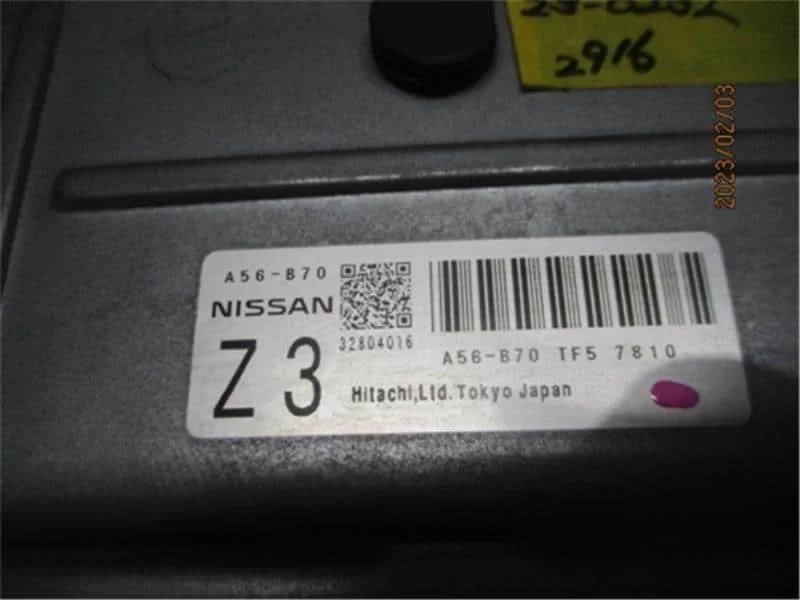 2916
2023/02/03
A56-B70
NISSAN
32804016
Z3
A56-B70 TF5 7810
Hitachi,Ltd. Tokyo Japan